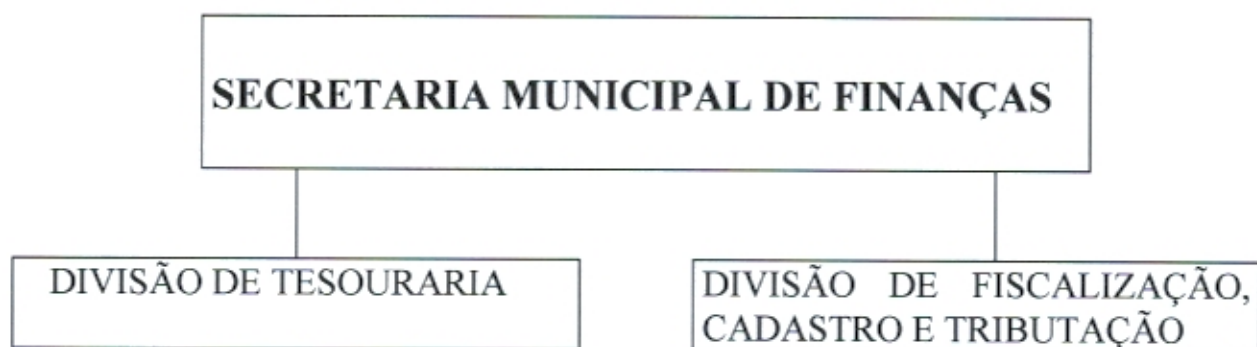 SECRETARIA MUNICIPAL DE FINANÇAS
DIVISÃO DE TESOURARIA
DIVISÃO DE FISCALIZAÇÃO,
CADASTRO E TRIBUTAÇÃO